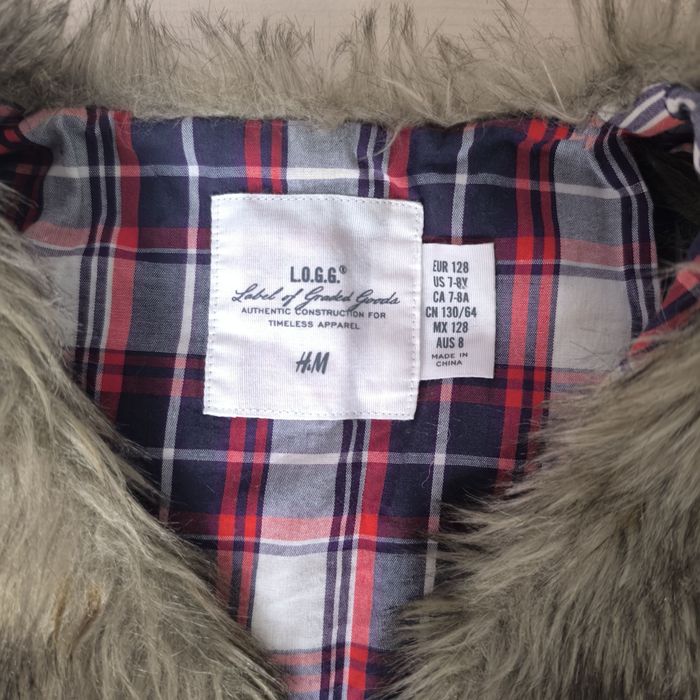 L.O.G.G.®
Label of Graded Goods
AUTHENTIC CONSTRUCTION FOR
TIMELESS APPAREL
H&M
EUR 128
US 7-8Y
CA 7-8A
CN 130/64
MX 128
AUS 8
MADE IN
CHINA